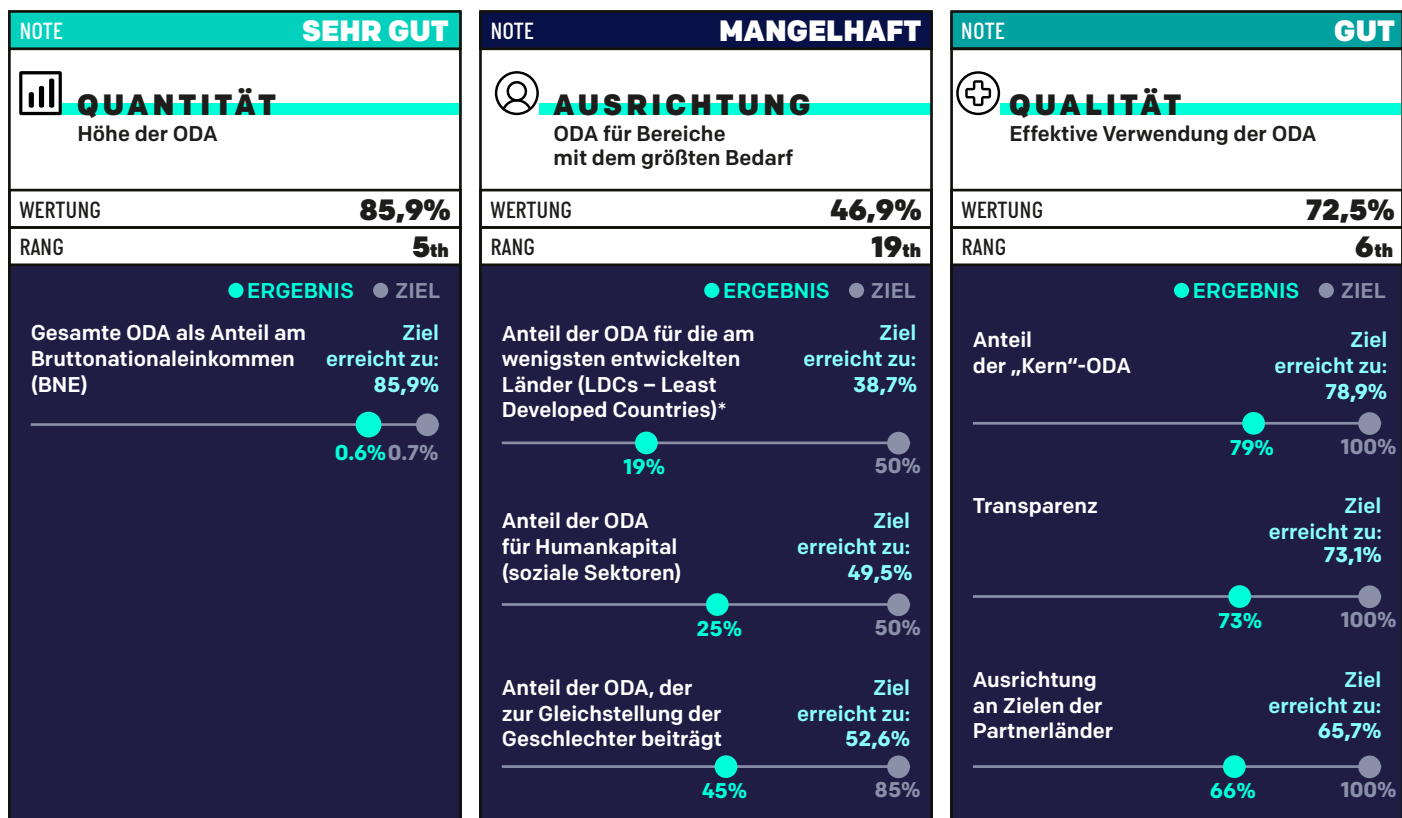 NOTE SEHR GUT
QUANTITÄT
Höhe der ODA
WERTUNG 85,9%
RANG 5th
ERGEBNIS ZIEL
Gesamte ODA als Anteil am
Bruttonationaleinkommen
(BNE)
Ziel
erreicht zu:
85,9%
0.6% 0.7%
NOTE MANGELHAFT
AUSRICHTUNG
ODA für Bereiche
mit dem größten Bedarf
WERTUNG 46,9%
RANG 19th
ERGEBNIS ZIEL
Anteil der ODA für die am
wenigsten entwickelten
Länder (LDCs – Least
Developed Countries)*
Ziel
erreicht zu:
38,7%
19% 50%
Anteil der ODA
für Humankapital
(soziale Sektoren)
Ziel
erreicht zu:
49,5%
25% 50%
Anteil der ODA, der
zur Gleichstellung der
Geschlechter beiträgt
Ziel
erreicht zu:
52,6%
45% 85%
NOTE GUT
QUALITÄT
Effektive Verwendung der ODA
WERTUNG 72,5%
RANG 6th
ERGEBNIS ZIEL
Anteil
der „Kern“-ODA
Ziel
erreicht zu:
78,9%
79% 100%
Transparenz
Ziel
erreicht zu:
73,1%
73% 100%
Ausrichtung
an Zielen der
Partnerländer
Ziel
erreicht zu:
65,7%
66% 100%